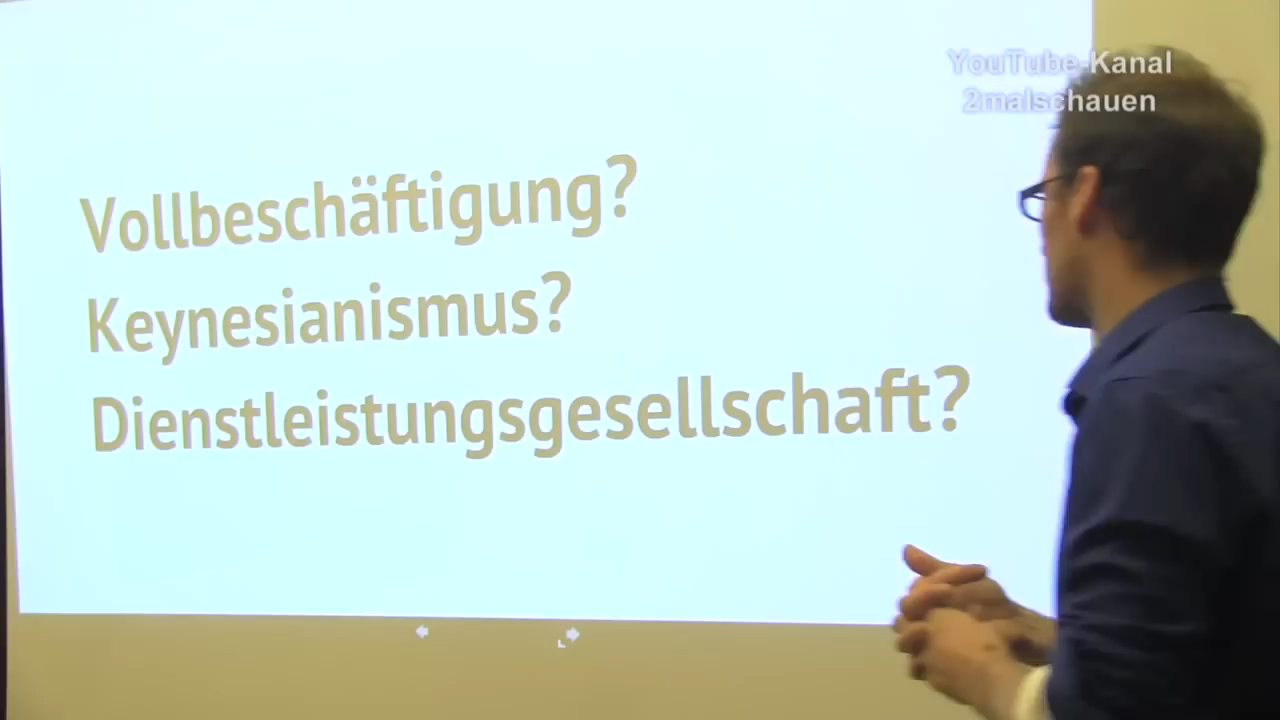 YouTube-Kanal
2malschauen
Vollbeschäftigung?
Keynesianismus?
Dienstleistungsgesellschaft?